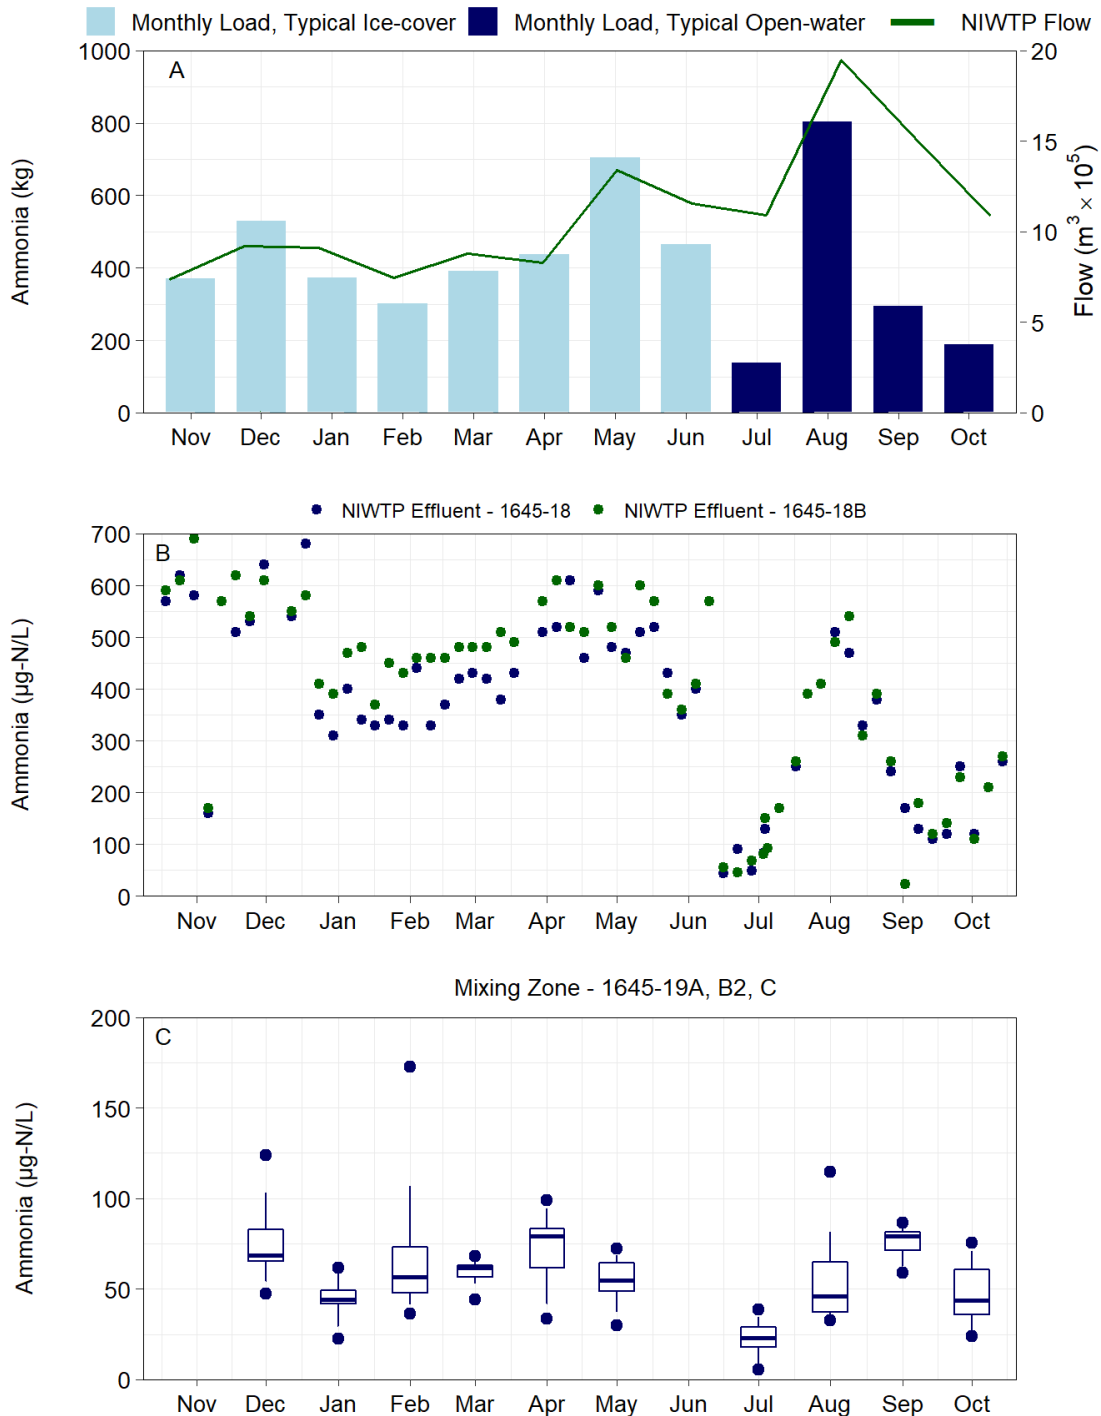 Monthly Load, Typical Ice-cover Monthly Load, Typical Open-water NIWTP Flow
A
Ammonia (kg)
1000
800
600
400
200
0
20
15
10
5
0
Flow (m³ × 10⁵)
Nov Dec Jan Feb Mar Apr May Jun Jul Aug Sep Oct
NIWTP Effluent - 1645-18 NIWTP Effluent - 1645-18B
B
Ammonia (µg-N/L)
700
600
500
400
300
200
100
0
Nov Dec Jan Feb Mar Apr May Jun Jul Aug Sep Oct
Mixing Zone - 1645-19A, B2, C
C
Ammonia (µg-N/L)
200
150
100
50
0
Nov Dec Jan Feb Mar Apr May Jun Jul Aug Sep Oct